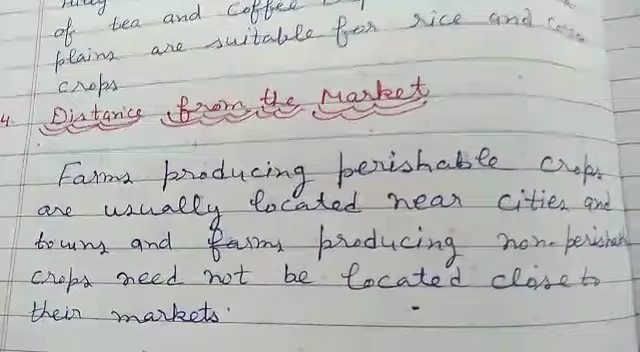 of tea and coffee
plains are suitable for rice and
crops
4. Distance from the Market
Farms producing perishable crops
are usually located near cities and
towns and farms producing non-perishable
crops need not be located close to
their markets.